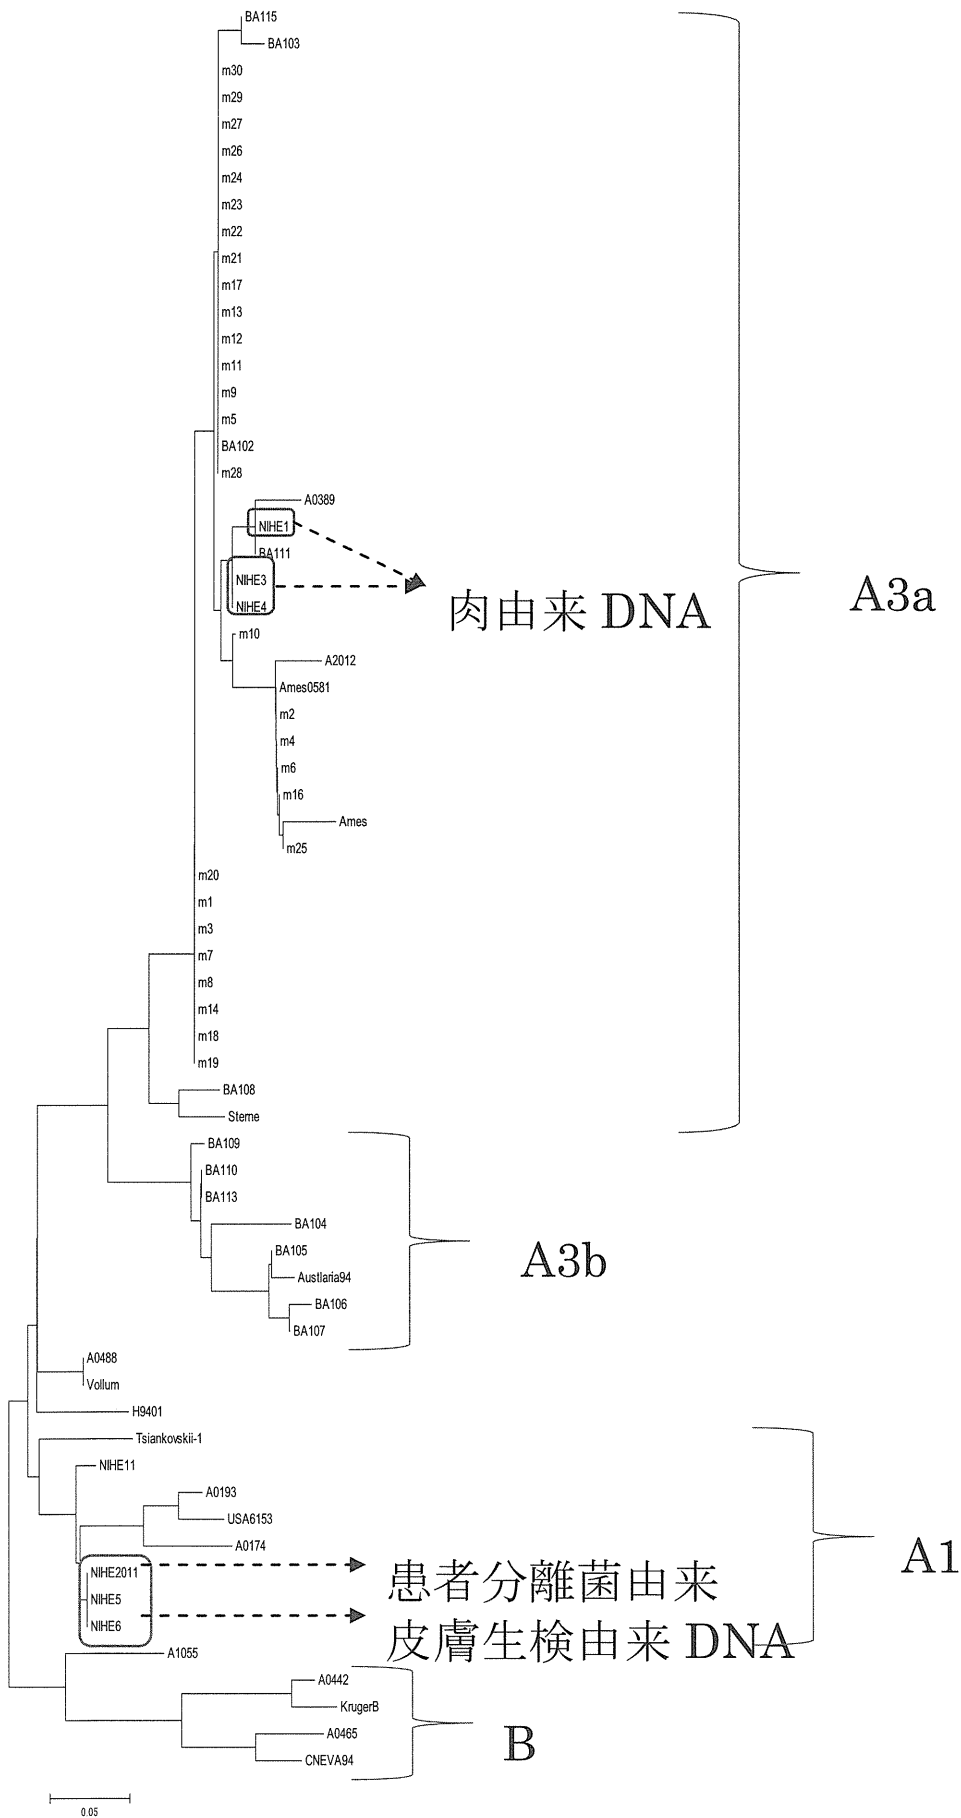 BA115
BA103
m30
m29
m27
m26
m24
m23
m22
m21
m17
m13
m12
m11
m9
m5
BA102
m28
A0389
NIHE1
BA111
NIHE3
NIHE4
肉由来 DNA
A3a
m10
A2012
Ames0581
m2
m4
m6
m16
Ames
m25
m20
m1
m3
m7
m8
m14
m18
m19
BA108
Sterne
BA109
BA110
BA113
BA104
BA105
Austlaria94
BA106
BA107
A3b
A0488
Vollum
H9401
Tsiankovskii-1
NIHE11
A0193
USA6153
A0174
A1
NIHE2011
NIHE5
NIHE6
患者分離菌由来
皮膚生検由来 DNA
A1055
A0442
KrugerB
A0465
CNEVA94
B
0.05